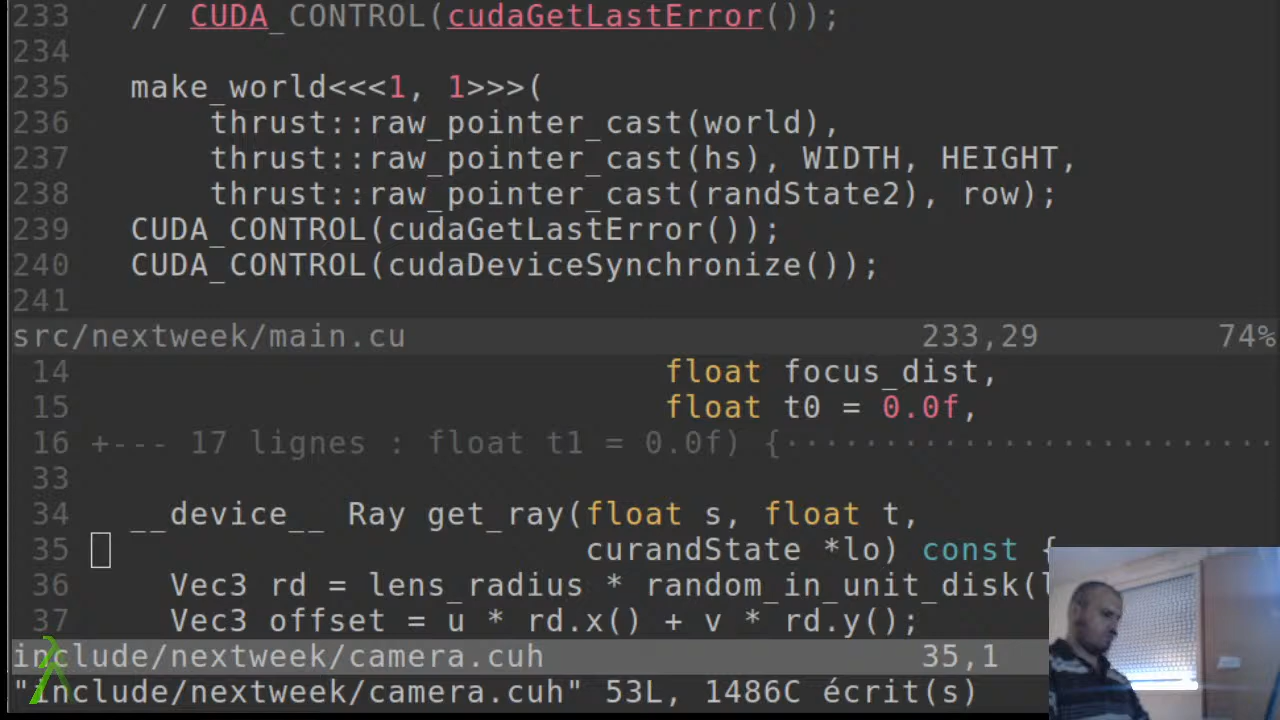 233   // CUDA_CONTROL(cudaGetLastError());
234
235   make_world<<<1, 1>>>(
236       thrust::raw_pointer_cast(world),
237       thrust::raw_pointer_cast(hs), WIDTH, HEIGHT,
238       thrust::raw_pointer_cast(randState2), row);
239   CUDA_CONTROL(cudaGetLastError());
240   CUDA_CONTROL(cudaDeviceSynchronize());
241
src/nextweek/main.cu 233,29 74%
14                              float focus_dist,
15                              float t0 = 0.0f,
16 +--- 17 lignes : float t1 = 0.0f) {··························
33
34   __device__ Ray get_ray(float s, float t,
35                          curandState *lo) const {
36     Vec3 rd = lens_radius * random_in_unit_disk(
37     Vec3 offset = u * rd.x() + v * rd.y();
include/nextweek/camera.cuh 35,1
"include/nextweek/camera.cuh" 53L, 1486C écrit(s)